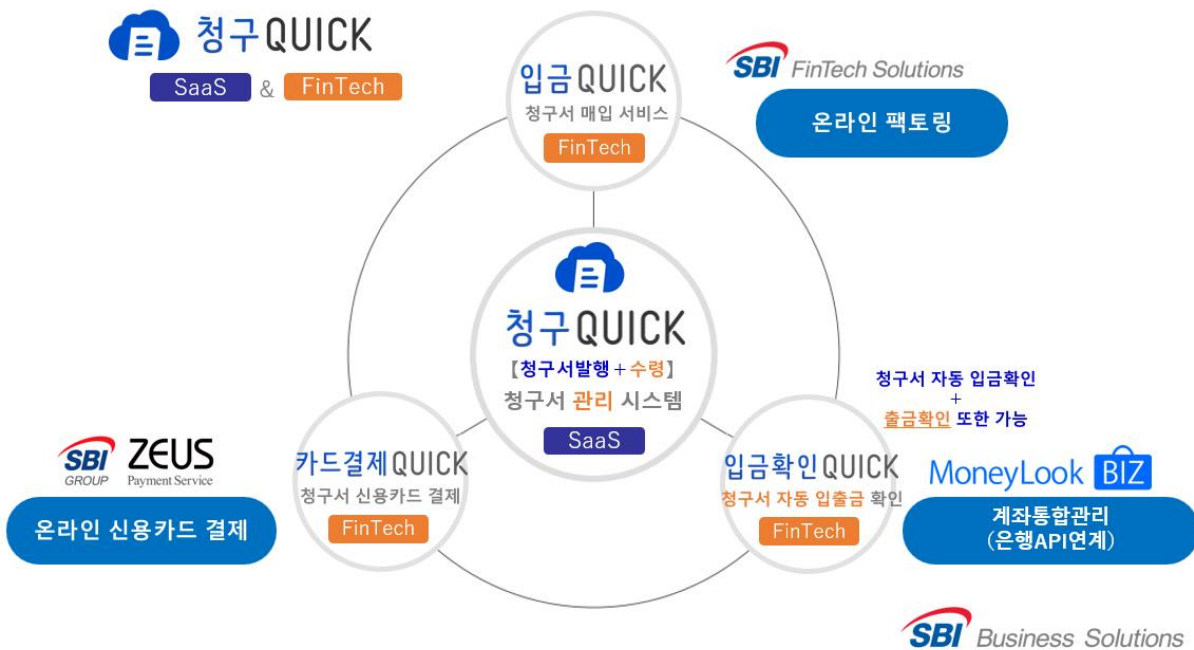 청구QUICK
SaaS & FinTech
입금QUICK
청구서 매입 서비스
FinTech
SBI FinTech Solutions
온라인 팩토링
청구QUICK
【청구서발행+수령】
청구서 관리 시스템
SaaS
SBI GROUP
ZEUS
Payment Service
온라인 신용카드 결제
카드결제QUICK
청구서 신용카드 결제
FinTech
입금확인QUICK
청구서 자동 입출금 확인
FinTech
청구서 자동 입금확인
+
출금확인 또한 가능
MoneyLook BIZ
계좌통합관리
(은행API연계)
SBI Business Solutions